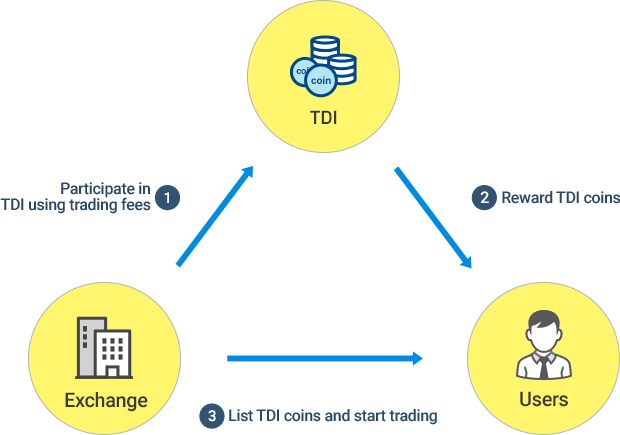 coin
TDI
Participate in
TDI using trading fees
1
2 Reward TDI coins
Exchange
Users
3 List TDI coins and start trading